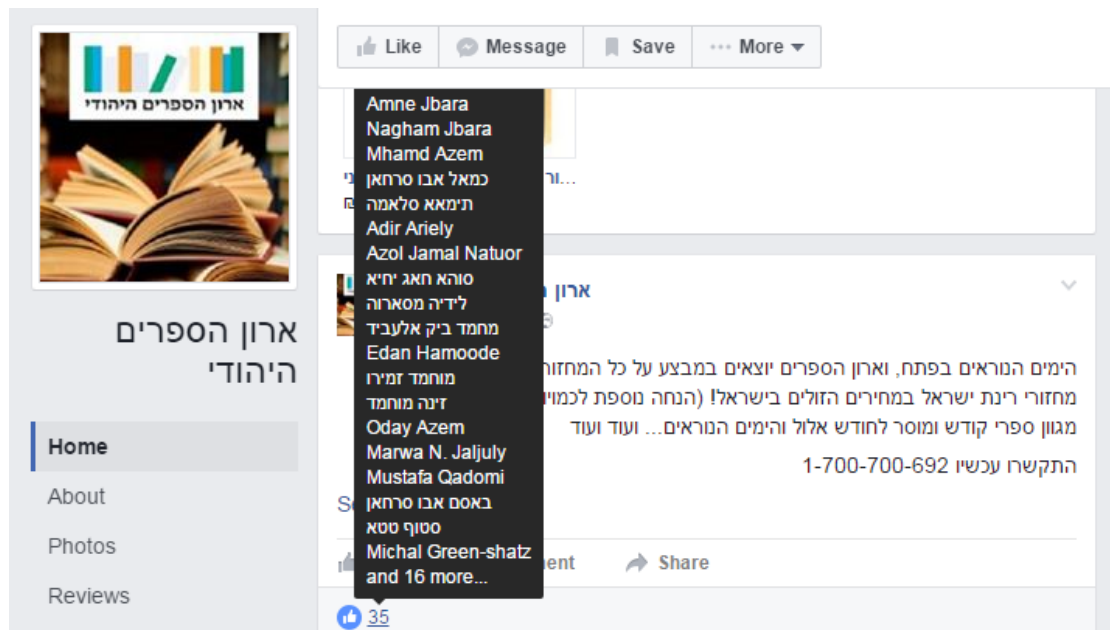 ארון הספרים היהודי
ארון הספרים
היהודי
Home
About
Photos
Reviews
Like
Message
Save
More
Amne Jbara
Nagham Jbara
Mhamd Azem
כמאל אבו סרחאן
תימאא סלאמה
Adir Ariely
Azol Jamal Natuor
סוהא חאג יחיא
לידיה מסארוה
מחמד ביק אלעביד
Edan Hamoode
מוחמד זמירו
זינה מוחמד
Oday Azem
Marwa N. Jaljuly
Mustafa Qadomi
באסם אבו סרחאן
סטוף טטא
Michal Green-shatz
and 16 more...
ארון
הימים הנוראים בפתח, וארון הספרים יוצאים במבצע על כל המחזור
מחזורי רינת ישראל במחירים הזולים בישראל! (הנחה נוספת לכמוי
מגוון ספרי קודש ומוסר לחודש אלול והימים הנוראים... ועוד ועוד
התקשרו עכשיו 1-700-700-692
Share
35